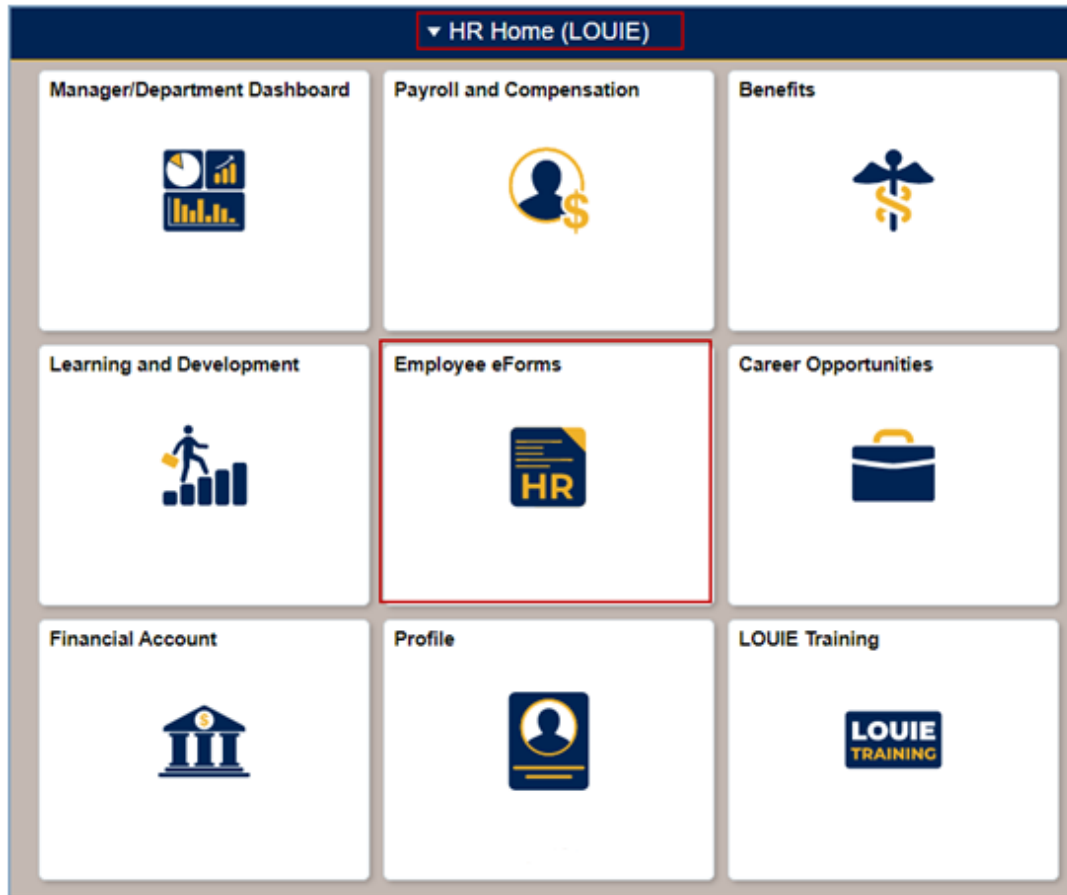 HR Home (LOUIE)
Manager/Department Dashboard
Payroll and Compensation
Benefits
$
Learning and Development
Employee eForms
Career Opportunities
HR
Financial Account
Profile
LOUIE Training
$
LOUIE
TRAINING